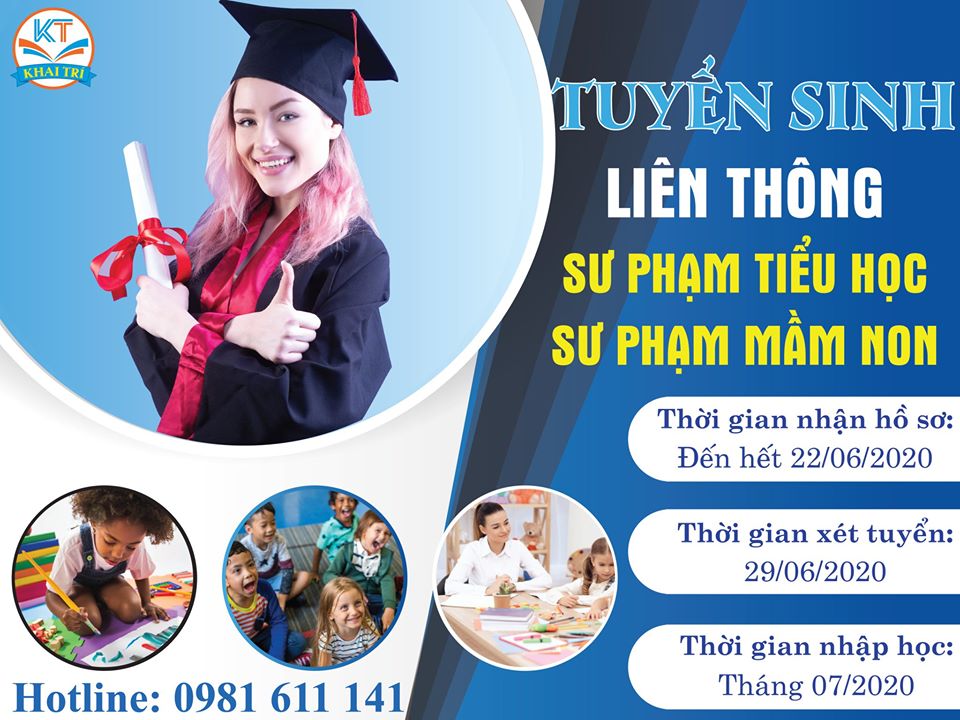 KT
KHAI TRÍ
TUYỂN SINH
LIÊN THÔNG
SƯ PHẠM TIỂU HỌC
SƯ PHẠM MẦM NON
Thời gian nhận hồ sơ:
Đến hết 22/06/2020
Thời gian xét tuyển:
29/06/2020
Thời gian nhập học:
Tháng 07/2020
Hotline: 0981 611 141